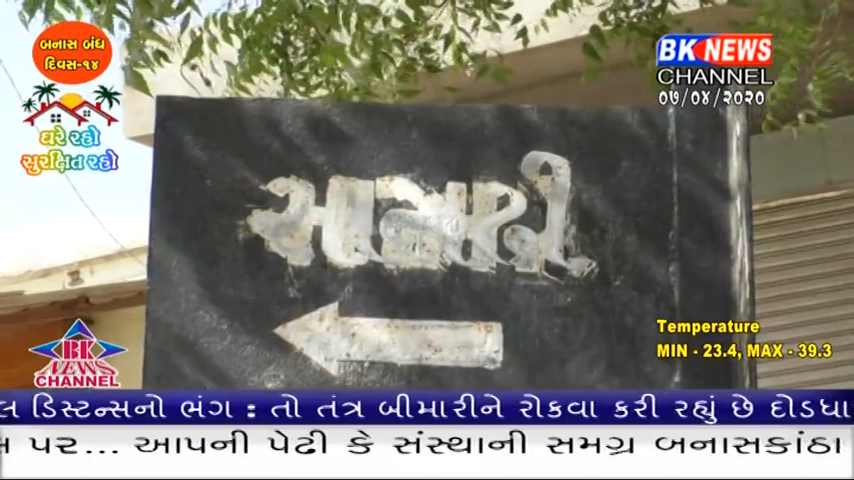 બનાસ બંધ
દિવસ-૧૪
ઘરે રહો
સુરક્ષિત રહો
BK NEWS
CHANNEL
૦૭/૦૪/૨૦૨૦
Temperature
MIN - 23.4, MAX - 39.3
BK
NEWS
CHANNEL
લ ડિસ્ટન્સનો ભંગ : તો તંત્ર બીમારીને રોકવા કરી રહ્યું છે દોડધા
પર... આપની પેઢી કે સંસ્થાની સમગ્ર બનાસકાંઠા